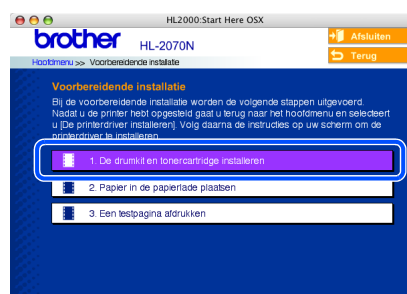 HL2000:Start Here OSX
brother
HL-2070N
Afsluiten
Terug
Hoofdmenu >> Voorbereidende installatie
Voorbereidende installatie
Bij de voorbereidende installatie worden de volgende stappen uitgevoerd.
Nadat u de printer hebt opgesteld gaat u terug naar het hoofdmenu en selecteert
u [De printerdriver installeren]. Volg daarna de instructies op uw scherm om de
printerdriver te installeren.
1. De drumkit en tonercartridge installeren
2. Papier in de papierlade plaatsen
3. Een testpagina afdrukken